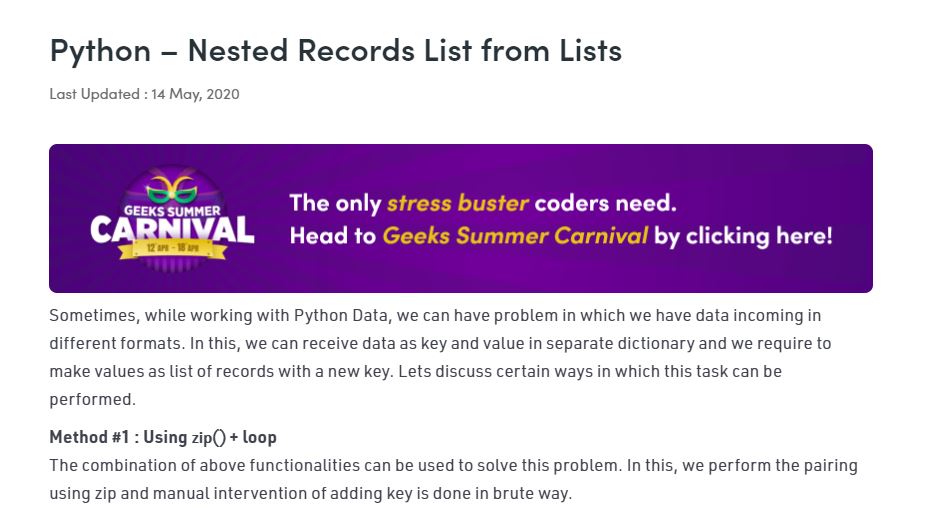 Python – Nested Records List from Lists
Last Updated : 14 May, 2020
GEEKS SUMMER
CARNIVAL
12 APR - 18 APR
The only stress buster coders need.
Head to Geeks Summer Carnival by clicking here!
Sometimes, while working with Python Data, we can have problem in which we have data incoming in
different formats. In this, we can receive data as key and value in separate dictionary and we require to
make values as list of records with a new key. Lets discuss certain ways in which this task can be
performed.
Method #1 : Using zip() + loop
The combination of above functionalities can be used to solve this problem. In this, we perform the pairing
using zip and manual intervention of adding key is done in brute way.